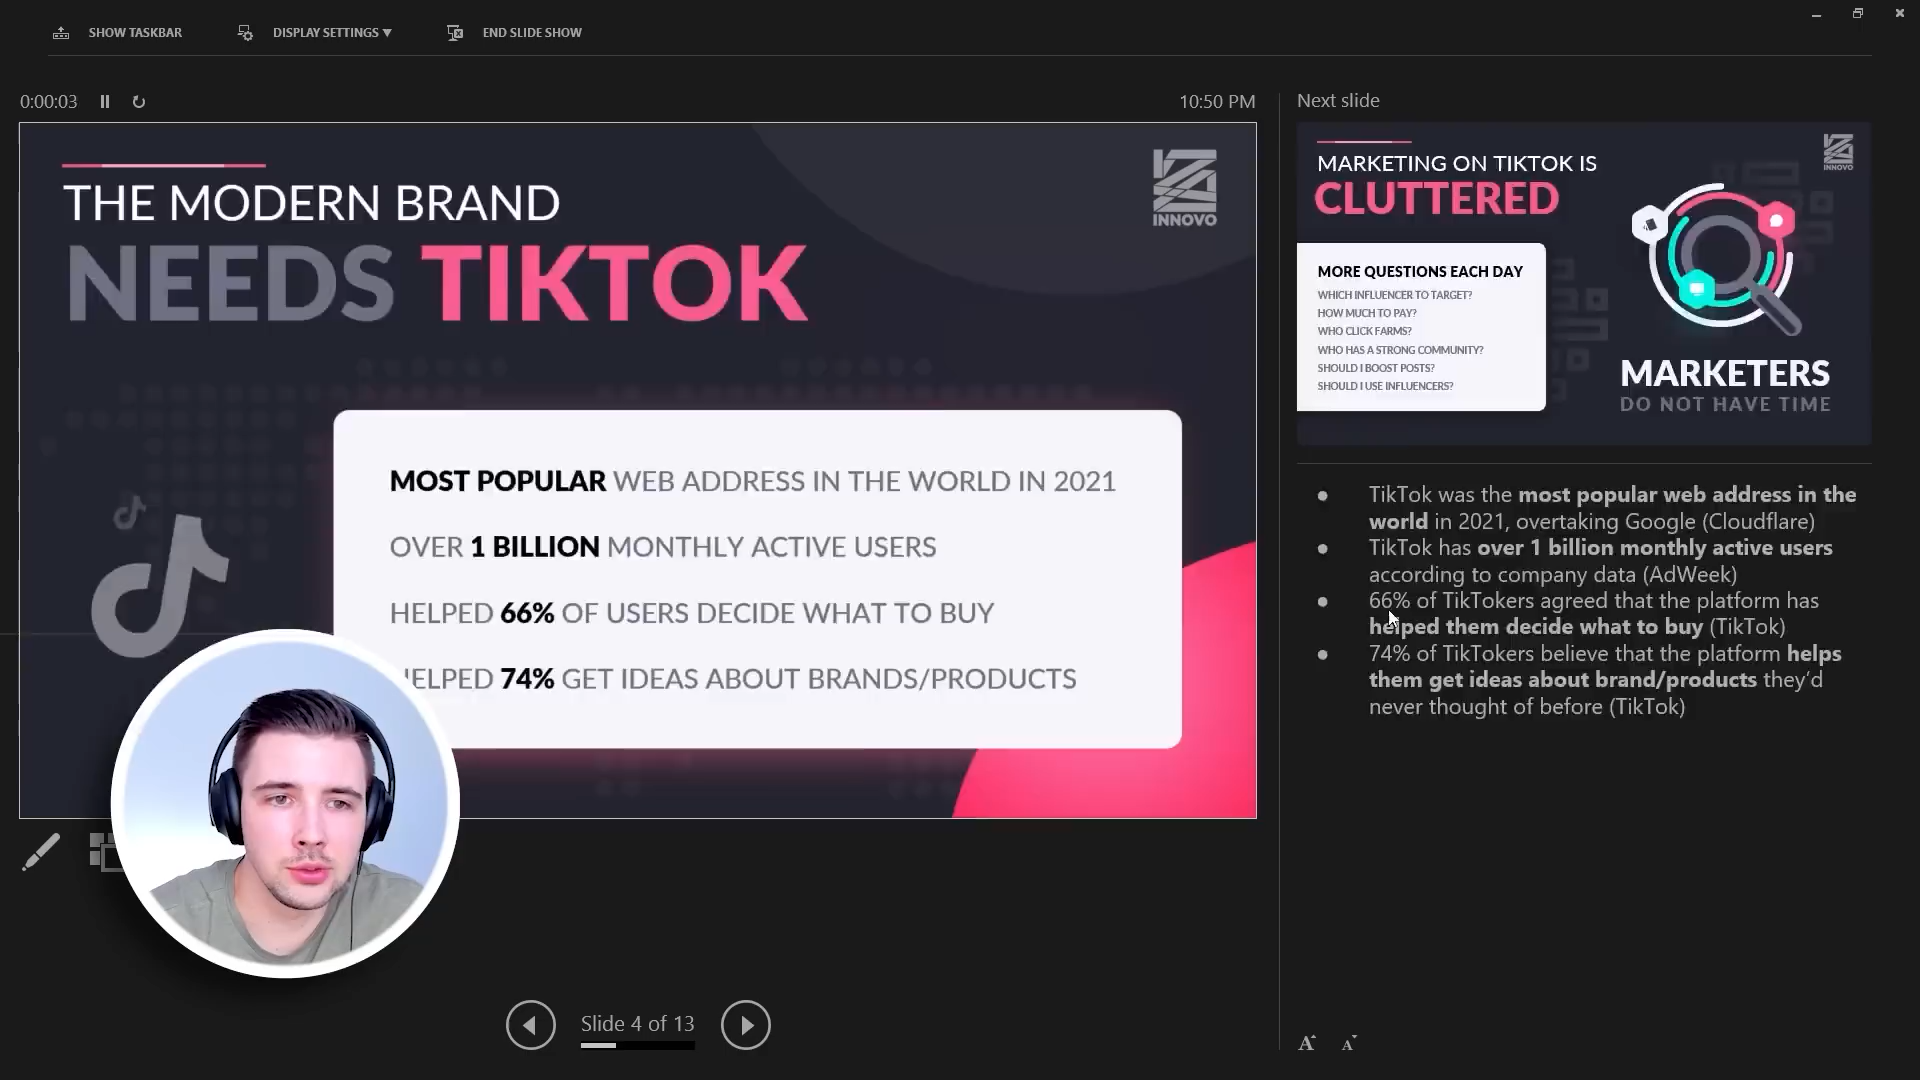 SHOW TASKBAR
DISPLAY SETTINGS ▼
END SLIDE SHOW
0:00:03
10:50 PM
THE MODERN BRAND
NEEDS TIKTOK
INNOVO
MOST POPULAR WEB ADDRESS IN THE WORLD IN 2021
OVER 1 BILLION MONTHLY ACTIVE USERS
HELPED 66% OF USERS DECIDE WHAT TO BUY
HELPED 74% GET IDEAS ABOUT BRANDS/PRODUCTS
Slide 4 of 13
Next slide
MARKETING ON TIKTOK IS
CLUTTERED
INNOVO
MORE QUESTIONS EACH DAY
WHICH INFLUENCER TO TARGET?
HOW MUCH TO PAY?
WHO CLICK FARMS?
WHO HAS A STRONG COMMUNITY?
SHOULD I BOOST POSTS?
SHOULD I USE INFLUENCERS?
MARKETERS
DO NOT HAVE TIME
● TikTok was the most popular web address in the
world in 2021, overtaking Google (Cloudflare)
● TikTok has over 1 billion monthly active users
according to company data (AdWeek)
● 66% of TikTokers agreed that the platform has
helped them decide what to buy (TikTok)
● 74% of TikTokers believe that the platform helps
them get ideas about brand/products they'd
never thought of before (TikTok)
A A